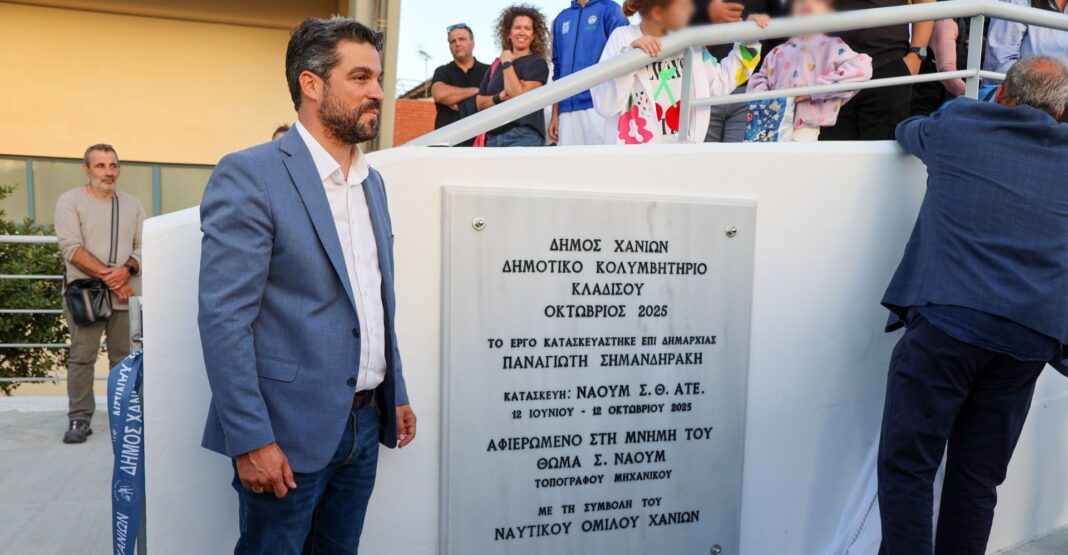 ΔΗΜΟΣ ΧΑΝΙΩΝ
ΔΗΜΟΤΙΚΟ ΚΟΛΥΜΒΗΤΗΡΙΟ
ΚΛΑΔΙΣΟΥ
ΟΚΤΩΒΡΙΟΣ 2025
ΤΟ ΕΡΓΟ ΚΑΤΑΣΚΕΥΑΣΤΗΚΕ ΕΠΙ ΔΗΜΑΡΧΙΑΣ
ΠΑΝΑΓΙΩΤΗ ΣΗΜΑΝΔΗΡΑΚΗ
ΚΑΤΑΣΚΕΥΗ: ΝΑΟΥΜ Σ.Θ. ΑΤΕ.
12 ΙΟΥΝΙΟΥ - 12 ΟΚΤΩΒΡΙΟΥ 2025
ΑΦΙΕΡΩΜΕΝΟ ΣΤΗ ΜΝΗΜΗ ΤΟΥ
ΘΩΜΑ Σ. ΝΑΟΥΜ
ΤΟΠΟΓΡΑΦΟΥ ΜΗΧΑΝΙΚΟΥ
ΜΕ ΤΗ ΣΥΜΒΟΛΗ ΤΟΥ
ΝΑΥΤΙΚΟΥ ΟΜΙΛΟΥ ΧΑΝΙΩΝ
ΔΗΜΟΣ ΧΑΝΙΩΝ
ΧΑΝΙΩΝ